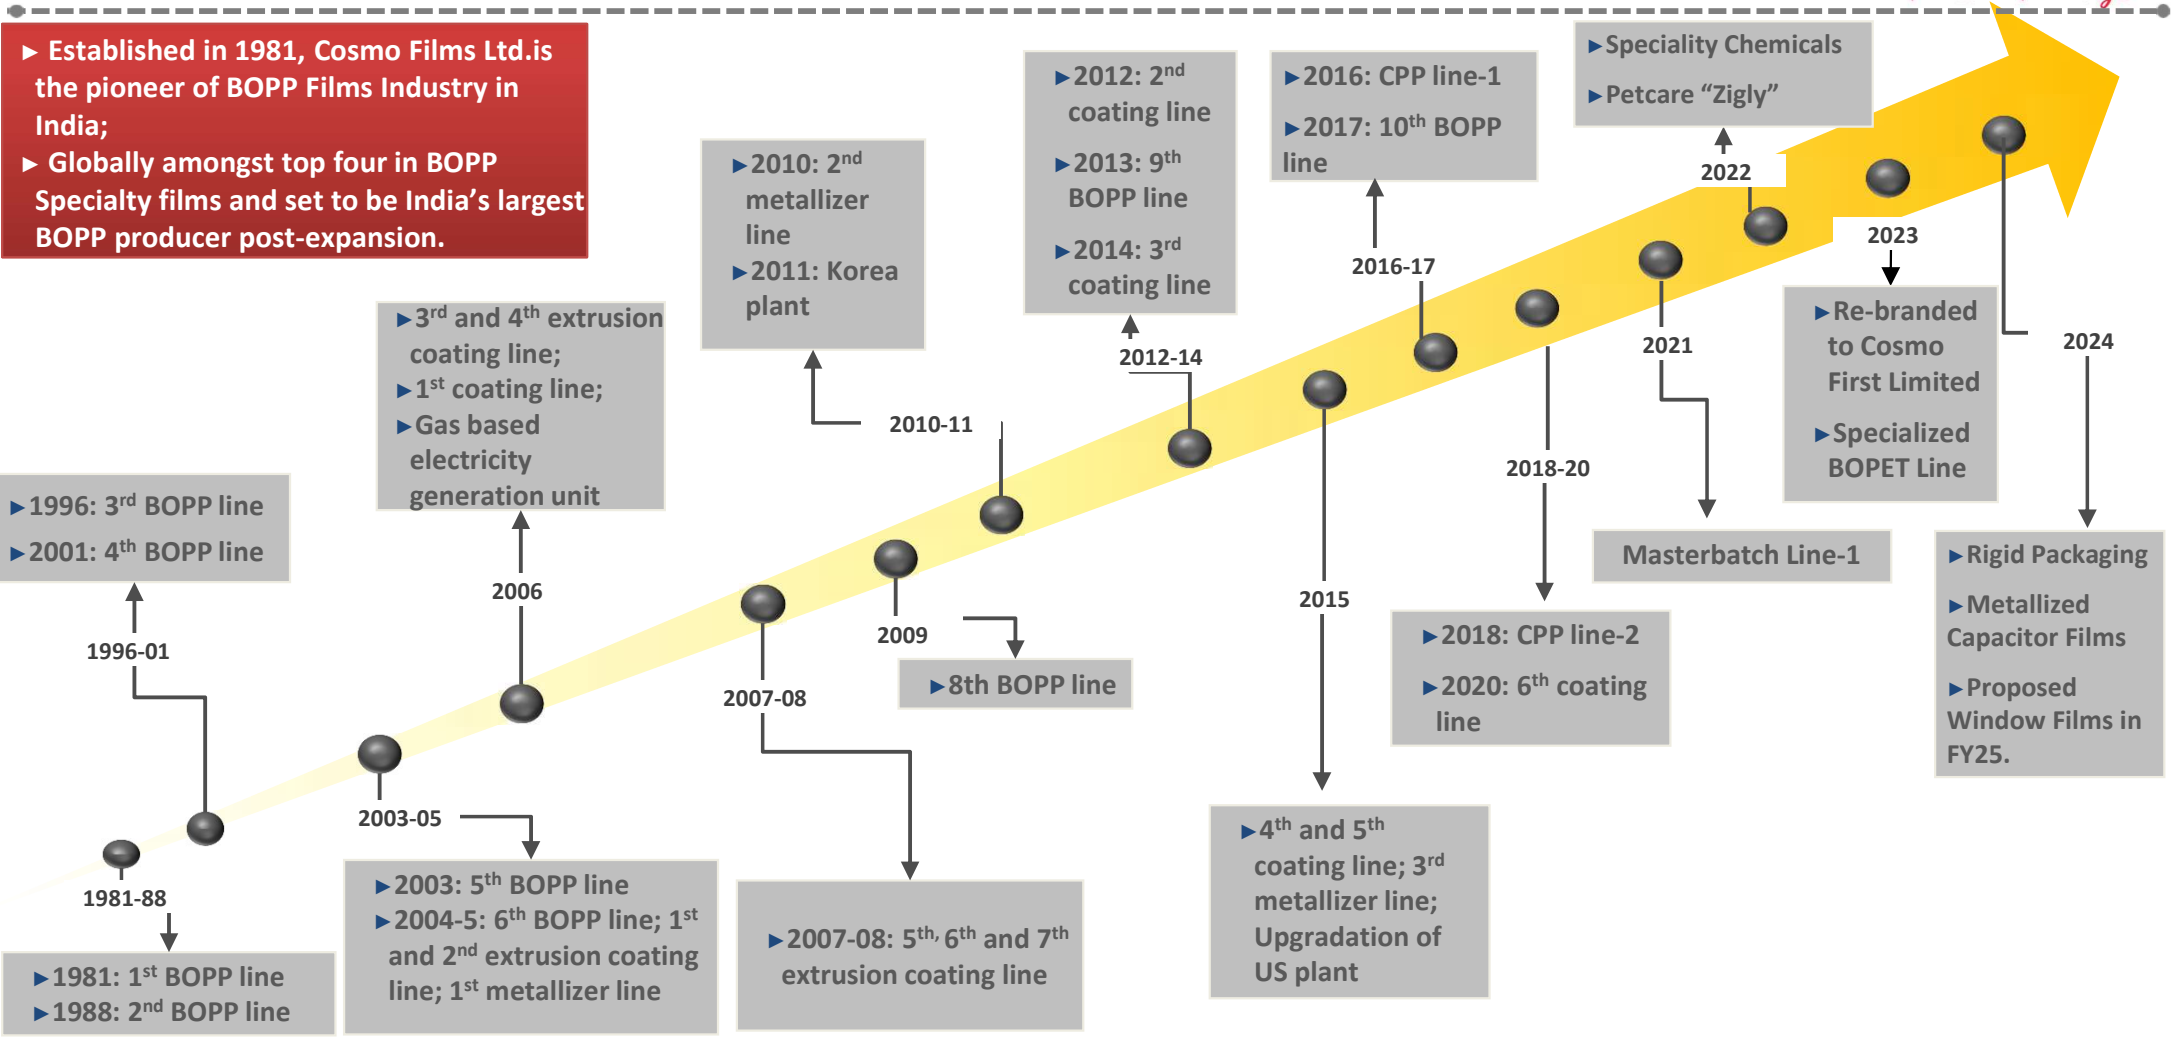 ► Established in 1981, Cosmo Films Ltd.is
the pioneer of BOPP Films Industry in
India;
► Globally amongst top four in BOPP
Specialty films and set to be India’s largest
BOPP producer post-expansion.
►1996: 3rd BOPP line
►2001: 4th BOPP line
1996-01
1981-88
►1981: 1st BOPP line
►1988: 2nd BOPP line
►3rd and 4th extrusion
coating line;
►1st coating line;
►Gas based
electricity
generation unit
2006
2003-05
►2003: 5th BOPP line
►2004-5: 6th BOPP line; 1st
and 2nd extrusion coating
line; 1st metallizer line
►2010: 2nd
metallizer
line
►2011: Korea
plant
2010-11
2007-08
►2007-08: 5th, 6th and 7th
extrusion coating line
2009
►8th BOPP line
►2012: 2nd
coating line
►2013: 9th
BOPP line
►2014: 3rd
coating line
2012-14
2015
►4th and 5th
coating line; 3rd
metallizer line;
Upgradation of
US plant
►2016: CPP line-1
►2017: 10th BOPP
line
2016-17
2018-20
►2018: CPP line-2
►2020: 6th coating
line
►Speciality Chemicals
►Petcare “Zigly”
2022
2021
Masterbatch Line-1
2023
►Re-branded
to Cosmo
First Limited
►Specialized
BOPET Line
2024
►Rigid Packaging
►Metallized
Capacitor Films
►Proposed
Window Films in
FY25.